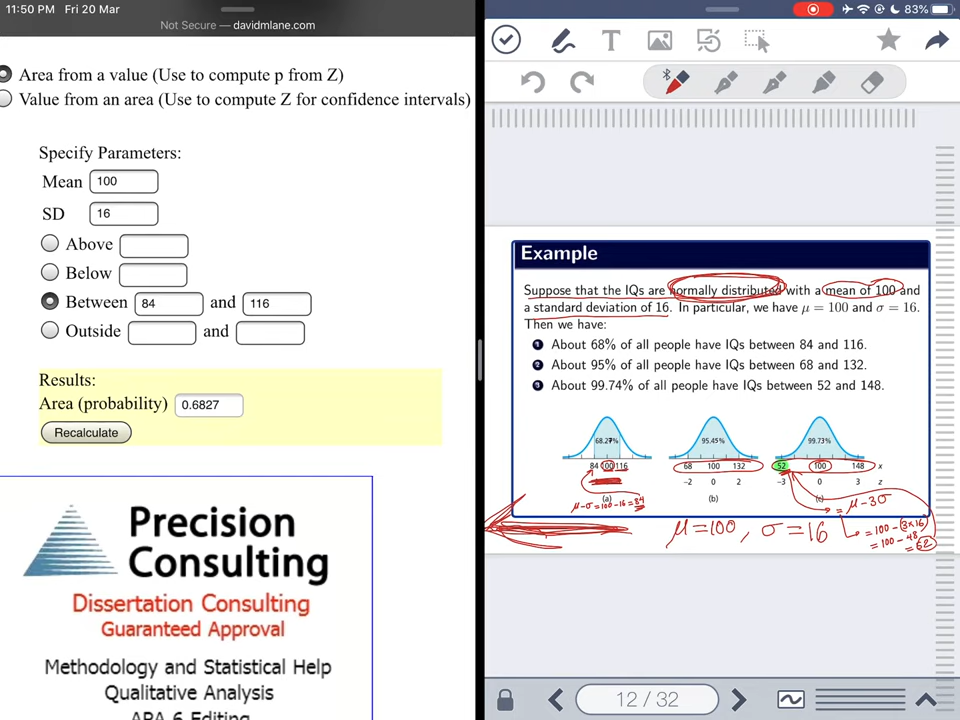 11:50 PM Fri 20 Mar
Not Secure — davidmlane.com
Area from a value (Use to compute p from Z)
Value from an area (Use to compute Z for confidence intervals)
Specify Parameters:
Mean 100
SD 16
Above
Below
Between 84 and 116
Outside and
Results:
Area (probability) 0.6827
Recalculate
Precision
Consulting
Dissertation Consulting
Guaranteed Approval
Methodology and Statistical Help
Qualitative Analysis
APA 6 Editing
83%
T
Example
Suppose that the IQs are normally distributed with a mean of 100 and
a standard deviation of 16. In particular, we have μ = 100 and σ = 16.
Then we have:
1 About 68% of all people have IQs between 84 and 116.
2 About 95% of all people have IQs between 68 and 132.
3 About 99.74% of all people have IQs between 52 and 148.
68.27% 95.45% 99.73%
84 100 116 68 100 132 52 100 148 x
-2 0 2 -3 0 3 z
(a) (b) (c)
μ-σ=100-16=84
= μ-3σ
= 100-(3×16)
= 100-48
= 52
μ=100, σ=16
12 / 32